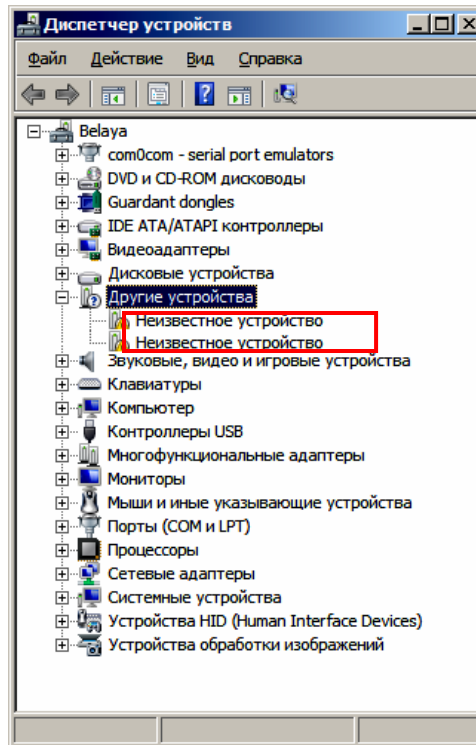 Диспетчер устройств
Файл Действие Вид Справка
Belaya
com0com - serial port emulators
DVD и CD-ROM дисководы
Guardant dongles
IDE ATA/ATAPI контроллеры
Видеоадаптеры
Дисковые устройства
Другие устройства
Неизвестное устройство
Неизвестное устройство
Звуковые, видео и игровые устройства
Клавиатуры
Компьютер
Контроллеры USB
Многофункциональные адаптеры
Мониторы
Мыши и иные указывающие устройства
Порты (COM и LPT)
Процессоры
Сетевые адаптеры
Системные устройства
Устройства HID (Human Interface Devices)
Устройства обработки изображений